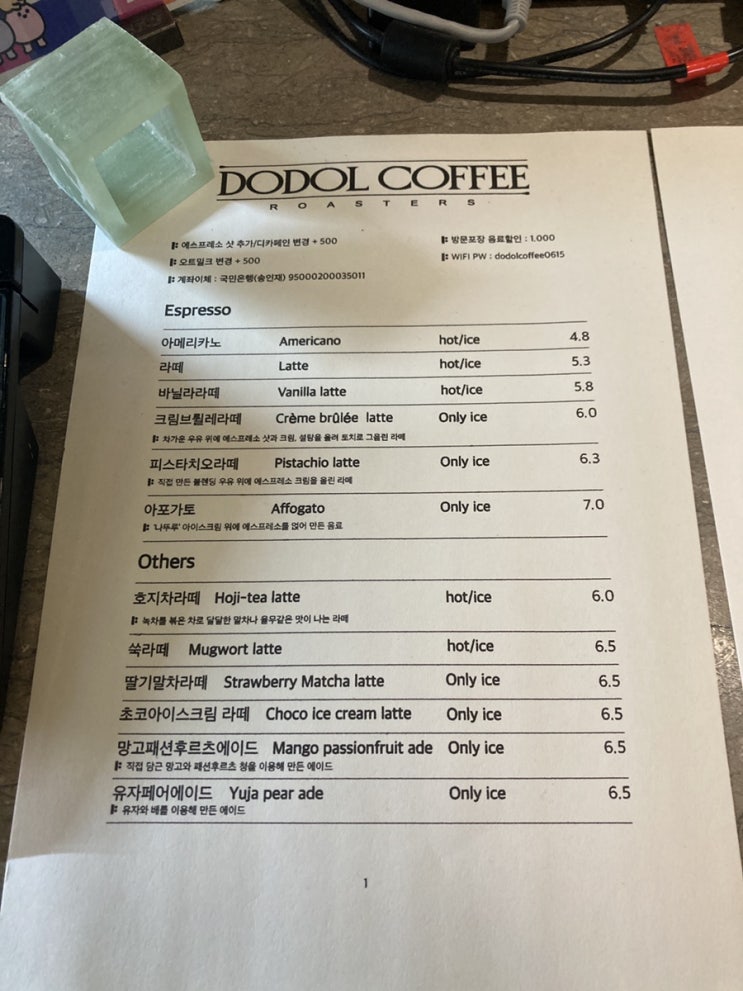 DODOL COFFEE
ROASTERS
에스프레소 샷 추가/디카페인 변경 + 500
방문포장 음료할인 : 1.000
오트밀크 변경 + 500
WIFI PW : dodolcoffee0615
계좌이체 : 국민은행(송인재) 95000200035011
Espresso
아메리카노 Americano hot/ice 4.8
라떼 Latte hot/ice 5.3
바닐라라떼 Vanilla latte hot/ice 5.8
크림브륄레라떼 Crème brûlée latte Only ice 6.0
차가운 우유 위에 에스프레소 샷과 크림, 설탕을 올려 토치로 그을린 라떼
피스타치오라떼 Pistachio latte Only ice 6.3
직접 만든 블렌딩 우유 위에 에스프레소 크림을 올린 라떼
아포가토 Affogato Only ice 7.0
'나뚜루' 아이스크림 위에 에스프레소를 얹어 만든 음료
Others
호지차라떼 Hoji-tea latte hot/ice 6.0
녹차를 볶은 차로 달달한 말차나 율무같은 맛이 나는 라떼
쑥라떼 Mugwort latte hot/ice 6.5
딸기말차라떼 Strawberry Matcha latte Only ice 6.5
초코아이스크림 라떼 Choco ice cream latte Only ice 6.5
망고패션후르츠에이드 Mango passionfruit ade Only ice 6.5
직접 담근 망고와 패션후르츠 청을 이용해 만든 에이드
유자페어에이드 Yuja pear ade Only ice 6.5
유자와 배를 이용해 만든 에이드
1